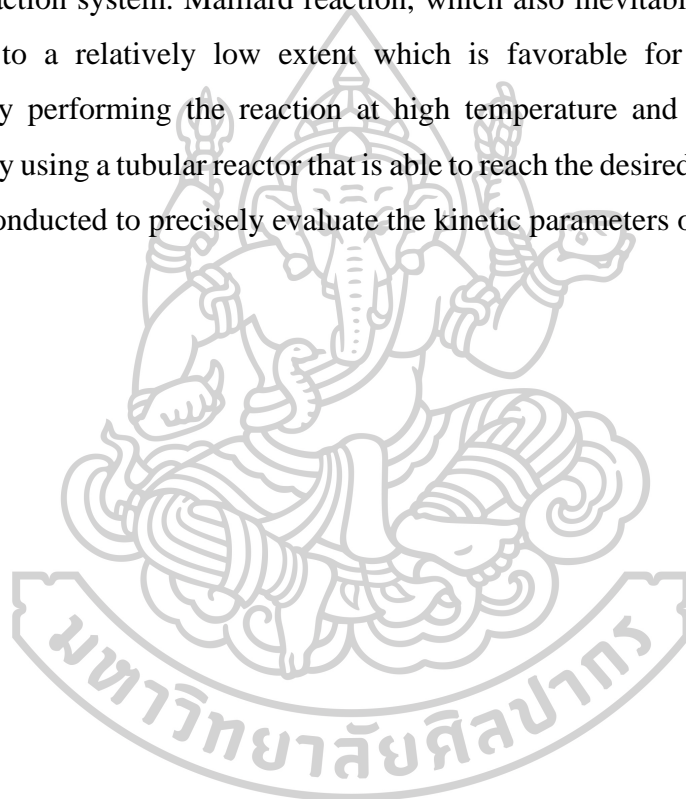 action system. Maillard reaction, which also inevitabl
to a relatively low extent which is favorable for
y performing the reaction at high temperature and
y using a tubular reactor that is able to reach the desired
onducted to precisely evaluate the kinetic parameters o
มหาวิทยาลัยศิลปากร